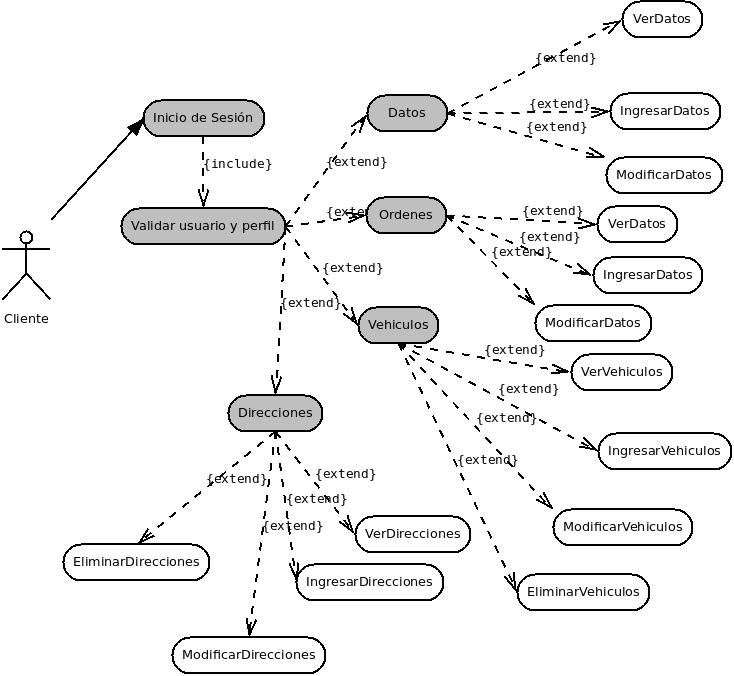 VerDatos
{extend}
Inicio de Sesión
Datos
{extend}
IngresarDatos
{extend}
{include}
{extend}
ModificarDatos
Validar usuario y perfil
{exten
Ordenes
{extend}
VerDatos
{extend}
{extend}
{extend}
IngresarDatos
Cliente
{extend}
Vehiculos
ModificarDatos
{extend}
VerVehiculos
{extend}
Direcciones
{extend}
IngresarVehiculos
{extend}
{extend}
{extend}
{extend}
{extend}
ModificarVehiculos
VerDirecciones
EliminarDirecciones
IngresarDirecciones
EliminarVehiculos
ModificarDirecciones